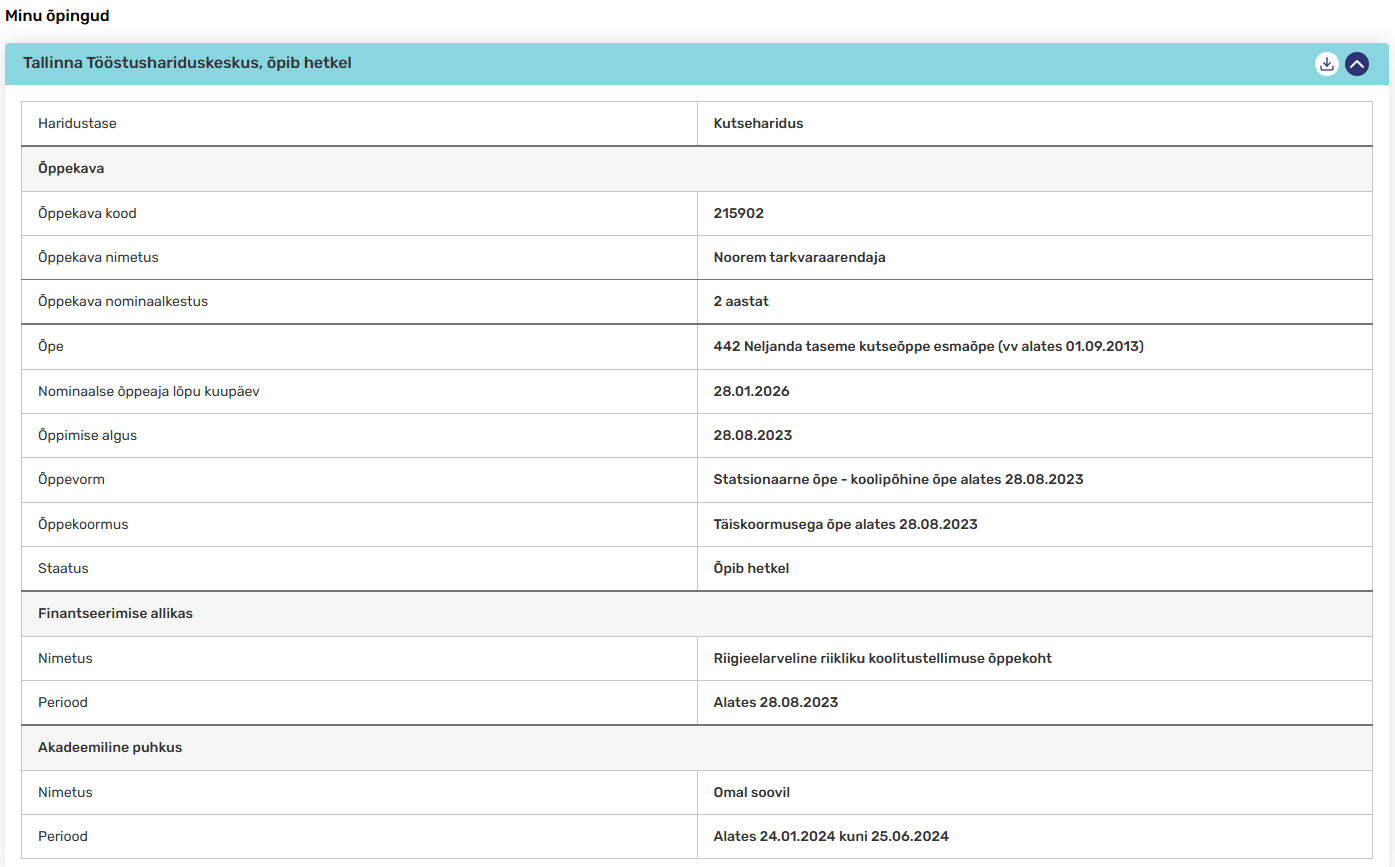 Minu õpingud
Tallinna Tööstushariduskeskus, õpib hetkel
Haridustase Kutseharidus
Õppekava
Õppekava kood 215902
Õppekava nimetus Noorem tarkvaraarendaja
Õppekava nominaalkestus 2 aastat
Õpe 442 Neljanda taseme kutseõppe esmaõpe (vv alates 01.09.2013)
Nominaalse õppeaja lõpu kuupäev 28.01.2026
Õppimise algus 28.08.2023
Õppevorm Statsionaarne õpe - koolipõhine õpe alates 28.08.2023
Õppekoormus Täiskoormusega õpe alates 28.08.2023
Staatus Õpib hetkel
Finantseerimise allikas
Nimetus Riigieelarveline riikliku koolitustellimuse õppekoht
Periood Alates 28.08.2023
Akadeemiline puhkus
Nimetus Omal soovil
Periood Alates 24.01.2024 kuni 25.06.2024